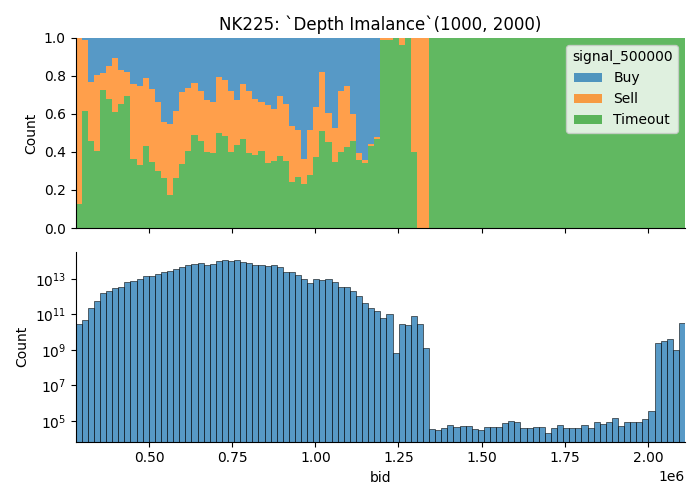 NK225: `Depth Imalance`(1000, 2000)
1.0
0.8
0.6
0.4
0.2
0.0
Count
signal_500000
Buy
Sell
Timeout
10^13
10^11
10^9
10^7
10^5
Count
0.50 0.75 1.00 1.25 1.50 1.75 2.00
1e6
bid